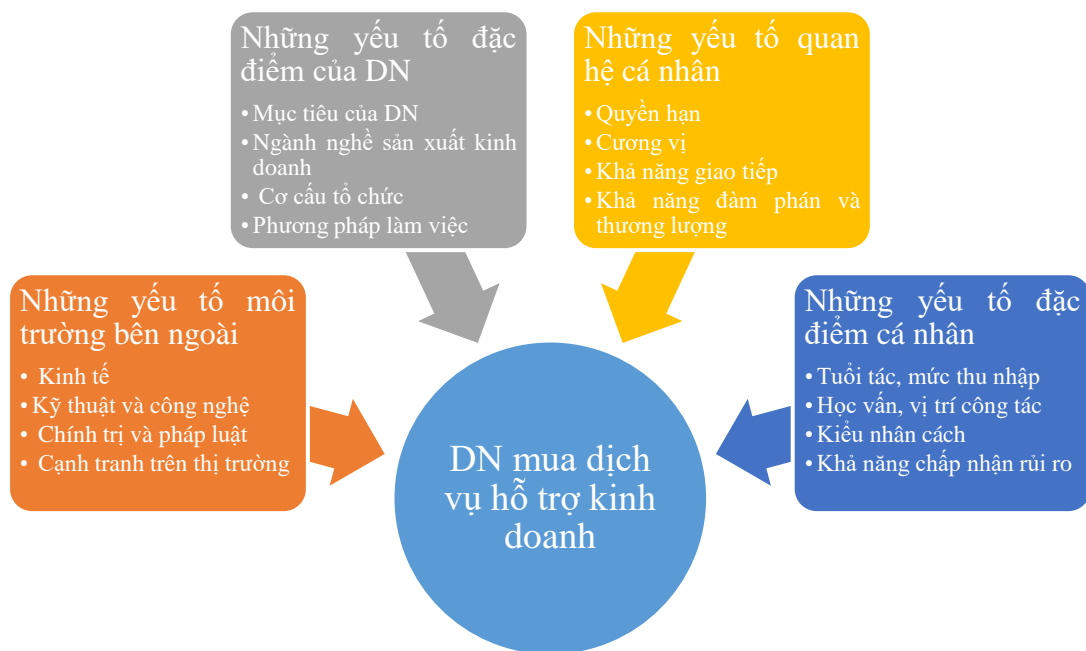 Những yếu tố đặc
điểm của DN
• Mục tiêu của DN
• Ngành nghề sản xuất kinh
doanh
• Cơ cấu tổ chức
• Phương pháp làm việc
Những yếu tố quan
hệ cá nhân
• Quyền hạn
• Cương vị
• Khả năng giao tiếp
• Khả năng đàm phán và
thương lượng
Những yếu tố môi
trường bên ngoài
• Kinh tế
• Kỹ thuật và công nghệ
• Chính trị và pháp luật
• Cạnh tranh trên thị trường
Những yếu tố đặc
điểm cá nhân
• Tuổi tác, mức thu nhập
• Học vấn, vị trí công tác
• Kiểu nhân cách
• Khả năng chấp nhận rủi ro
DN mua dịch
vụ hỗ trợ kinh
doanh